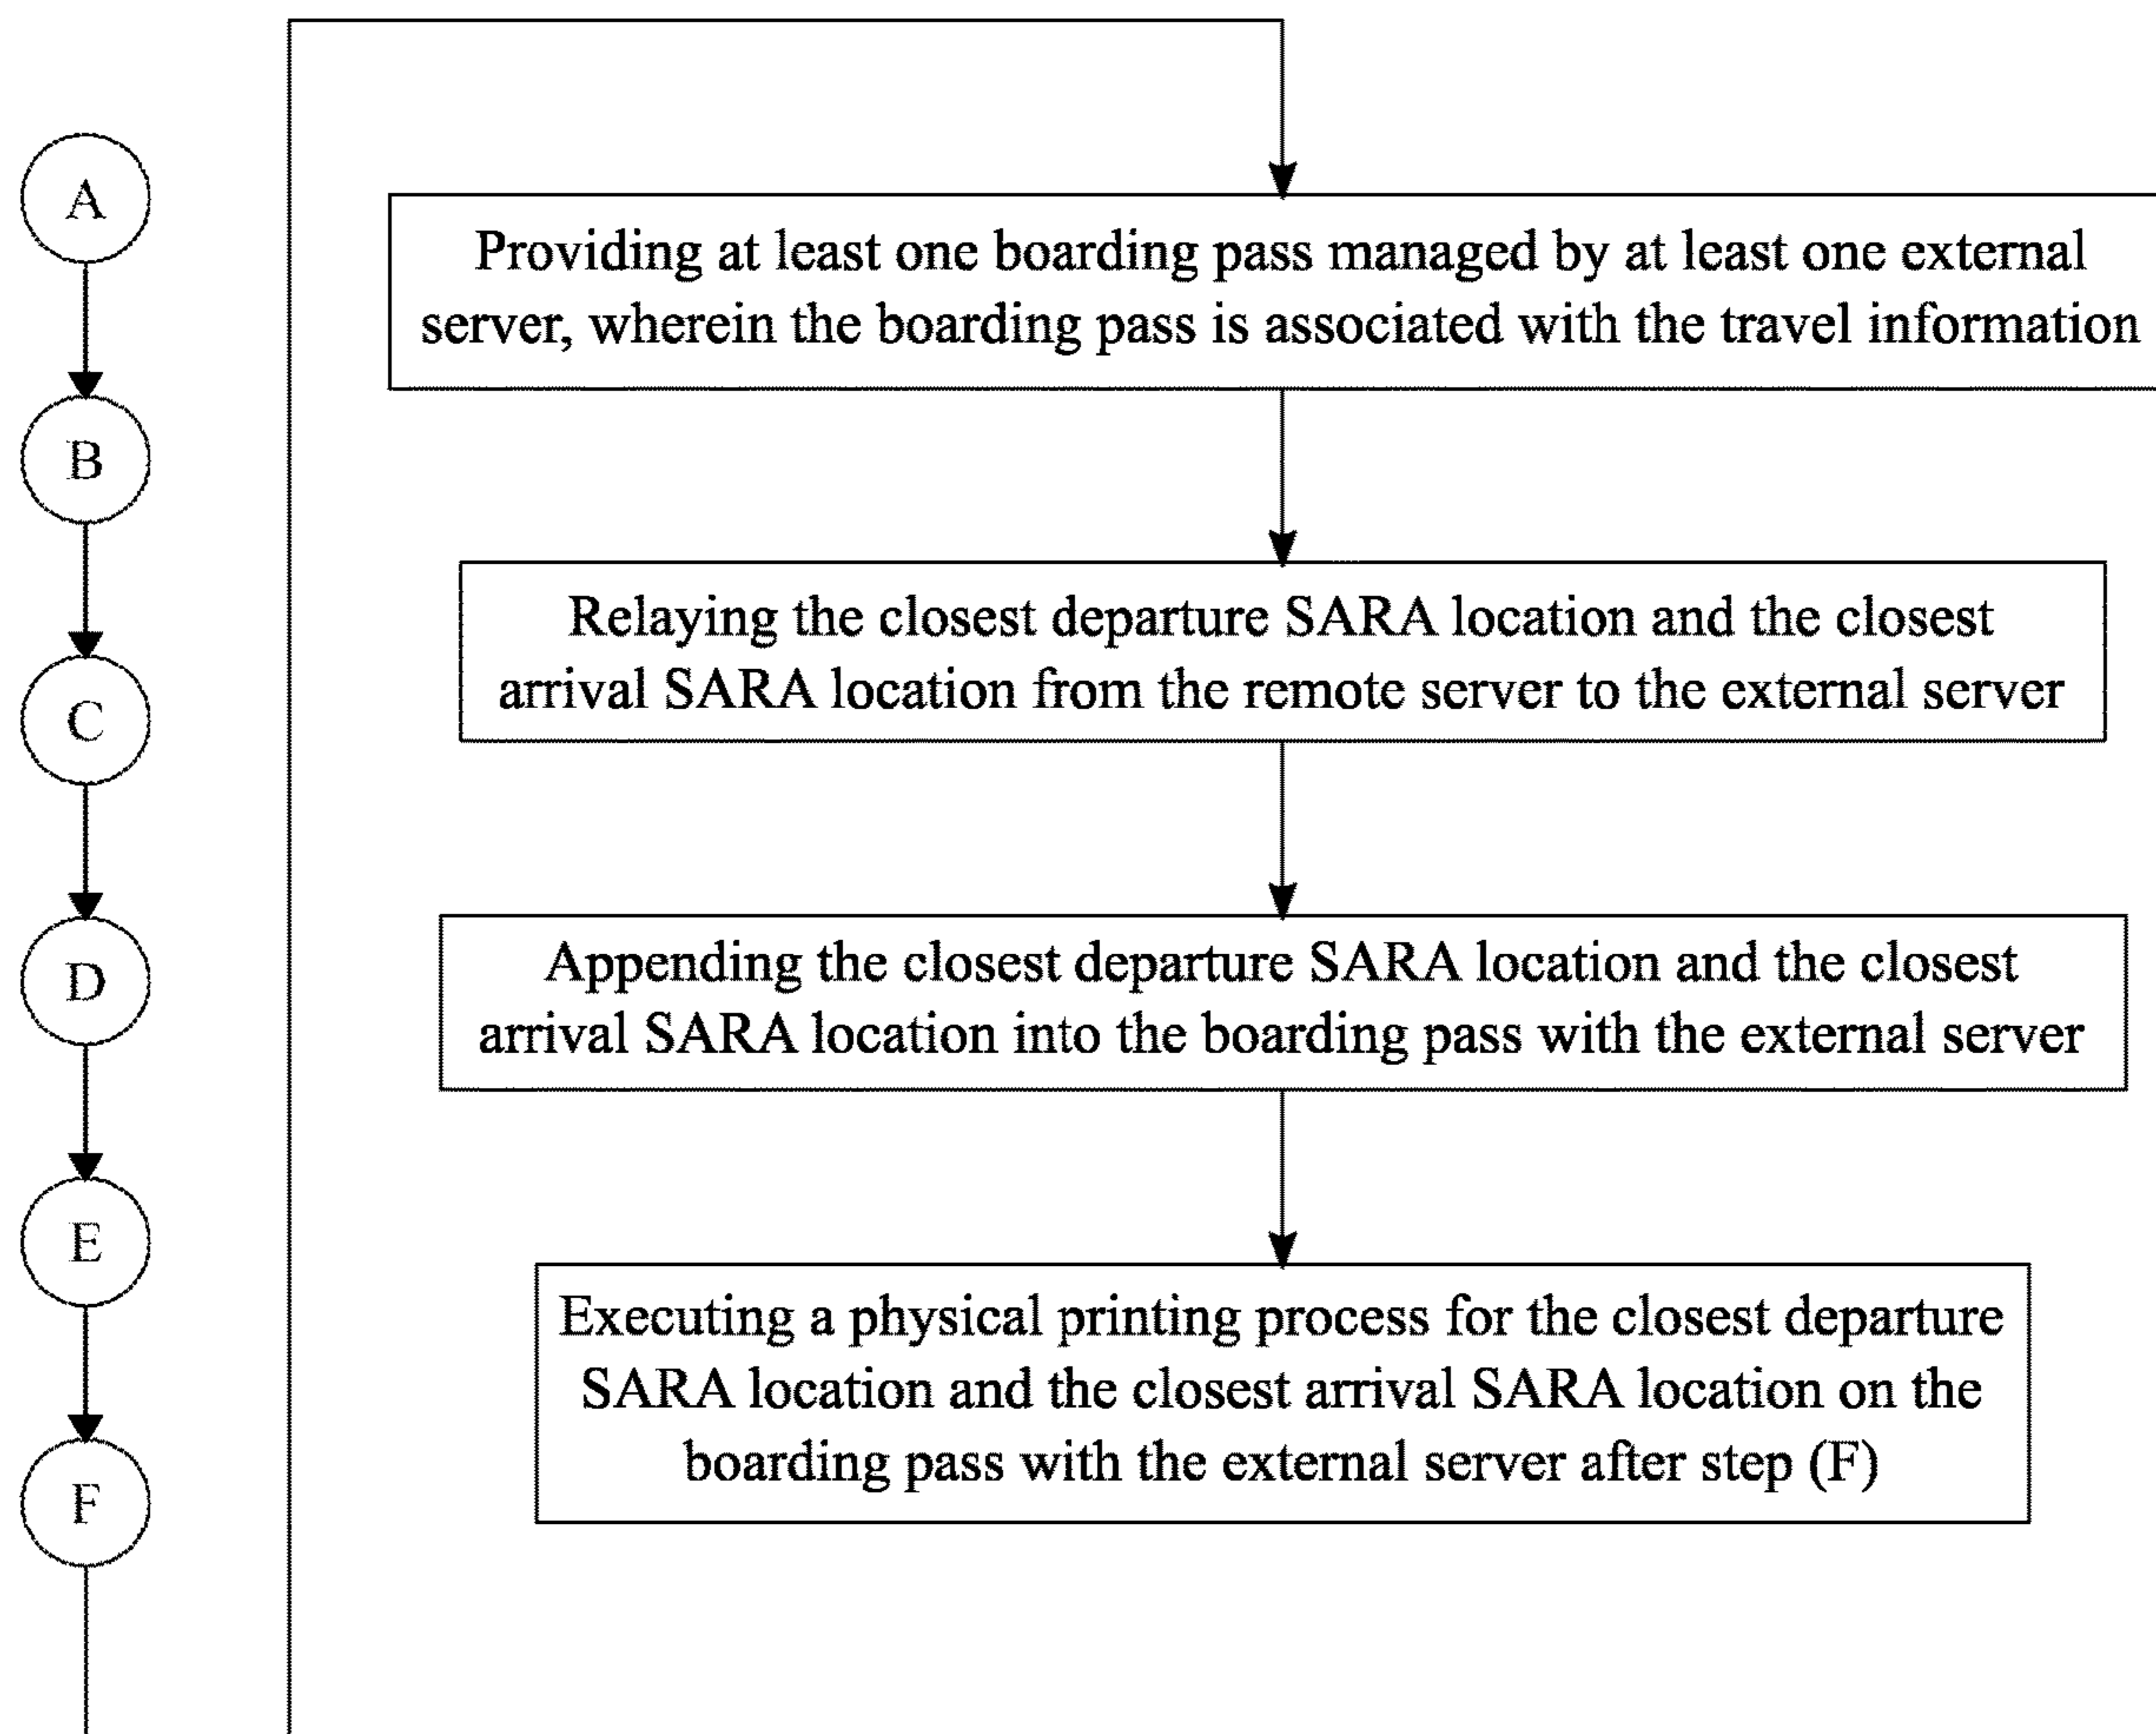 A
B
C
D
E
F
Providing at least one boarding pass managed by at least one external
server, wherein the boarding pass is associated with the travel information
Relaying the closest departure SARA location and the closest
arrival SARA location from the remote server to the external server
Appending the closest departure SARA location and the closest
arrival SARA location into the boarding pass with the external server
Executing a physical printing process for the closest departure
SARA location and the closest arrival SARA location on the
boarding pass with the external server after step (F)